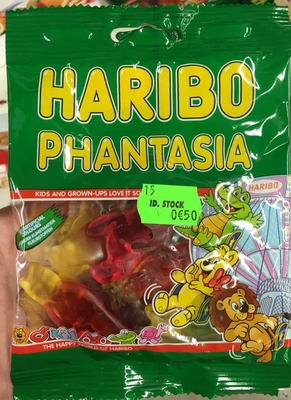 HARIBO
PHANTASIA
KIDS AND GROWN-UPS LOVE IT SO
15
ID. STOCK
0€50
HARIBO
THE HAPPY WORLD OF HARIBO